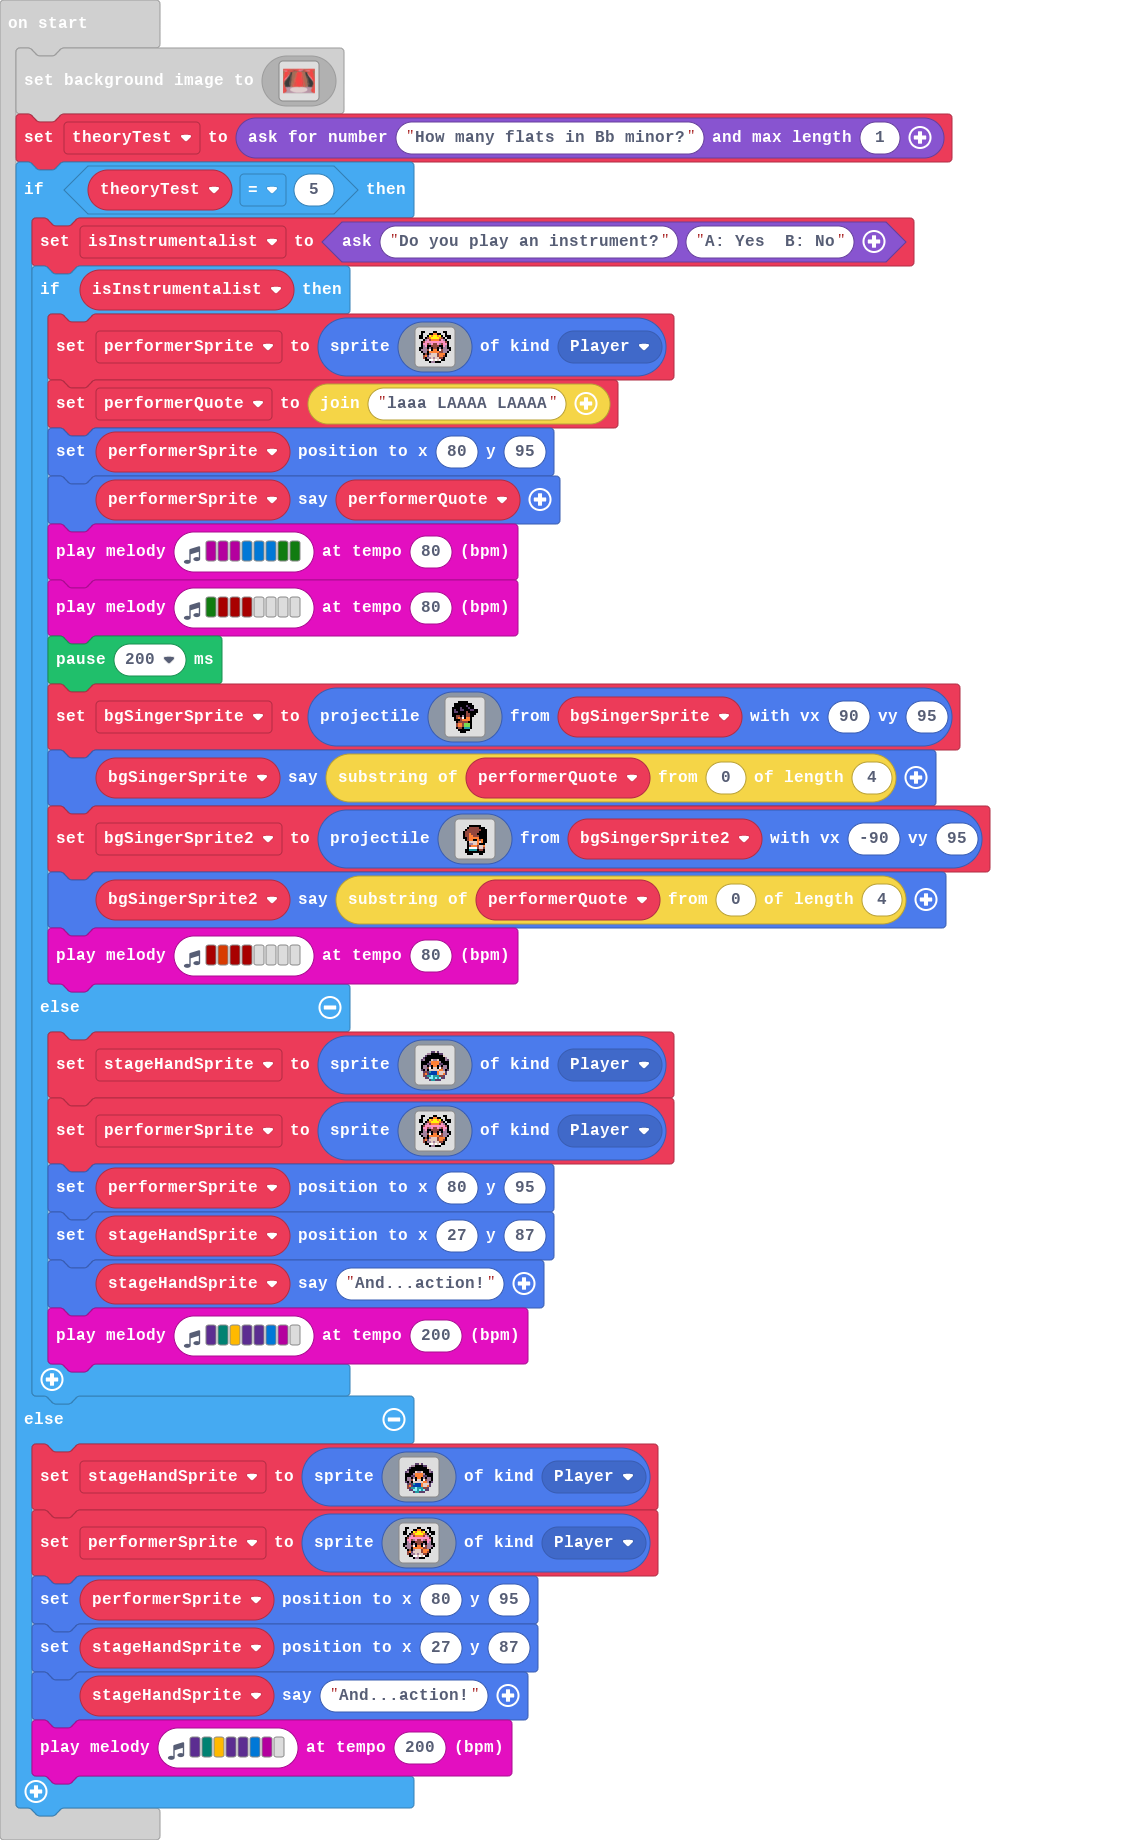 on start
set background image to
set theoryTest to ask for number "How many flats in Bb minor?" and max length 1
if theoryTest = 5 then
set isInstrumentalist to ask "Do you play an instrument?" "A: Yes  B: No"
if isInstrumentalist then
set performerSprite to sprite of kind Player
set performerQuote to join "laaa LAAAA LAAAA"
set performerSprite position to x 80 y 95
performerSprite say performerQuote
play melody at tempo 80 (bpm)
play melody at tempo 80 (bpm)
pause 200 ms
set bgSingerSprite to projectile from bgSingerSprite with vx 90 vy 95
bgSingerSprite say substring of performerQuote from 0 of length 4
set bgSingerSprite2 to projectile from bgSingerSprite2 with vx -90 vy 95
bgSingerSprite2 say substring of performerQuote from 0 of length 4
play melody at tempo 80 (bpm)
else
set stageHandSprite to sprite of kind Player
set performerSprite to sprite of kind Player
set performerSprite position to x 80 y 95
set stageHandSprite position to x 27 y 87
stageHandSprite say "And...action!"
play melody at tempo 200 (bpm)
else
set stageHandSprite to sprite of kind Player
set performerSprite to sprite of kind Player
set performerSprite position to x 80 y 95
set stageHandSprite position to x 27 y 87
stageHandSprite say "And...action!"
play melody at tempo 200 (bpm)